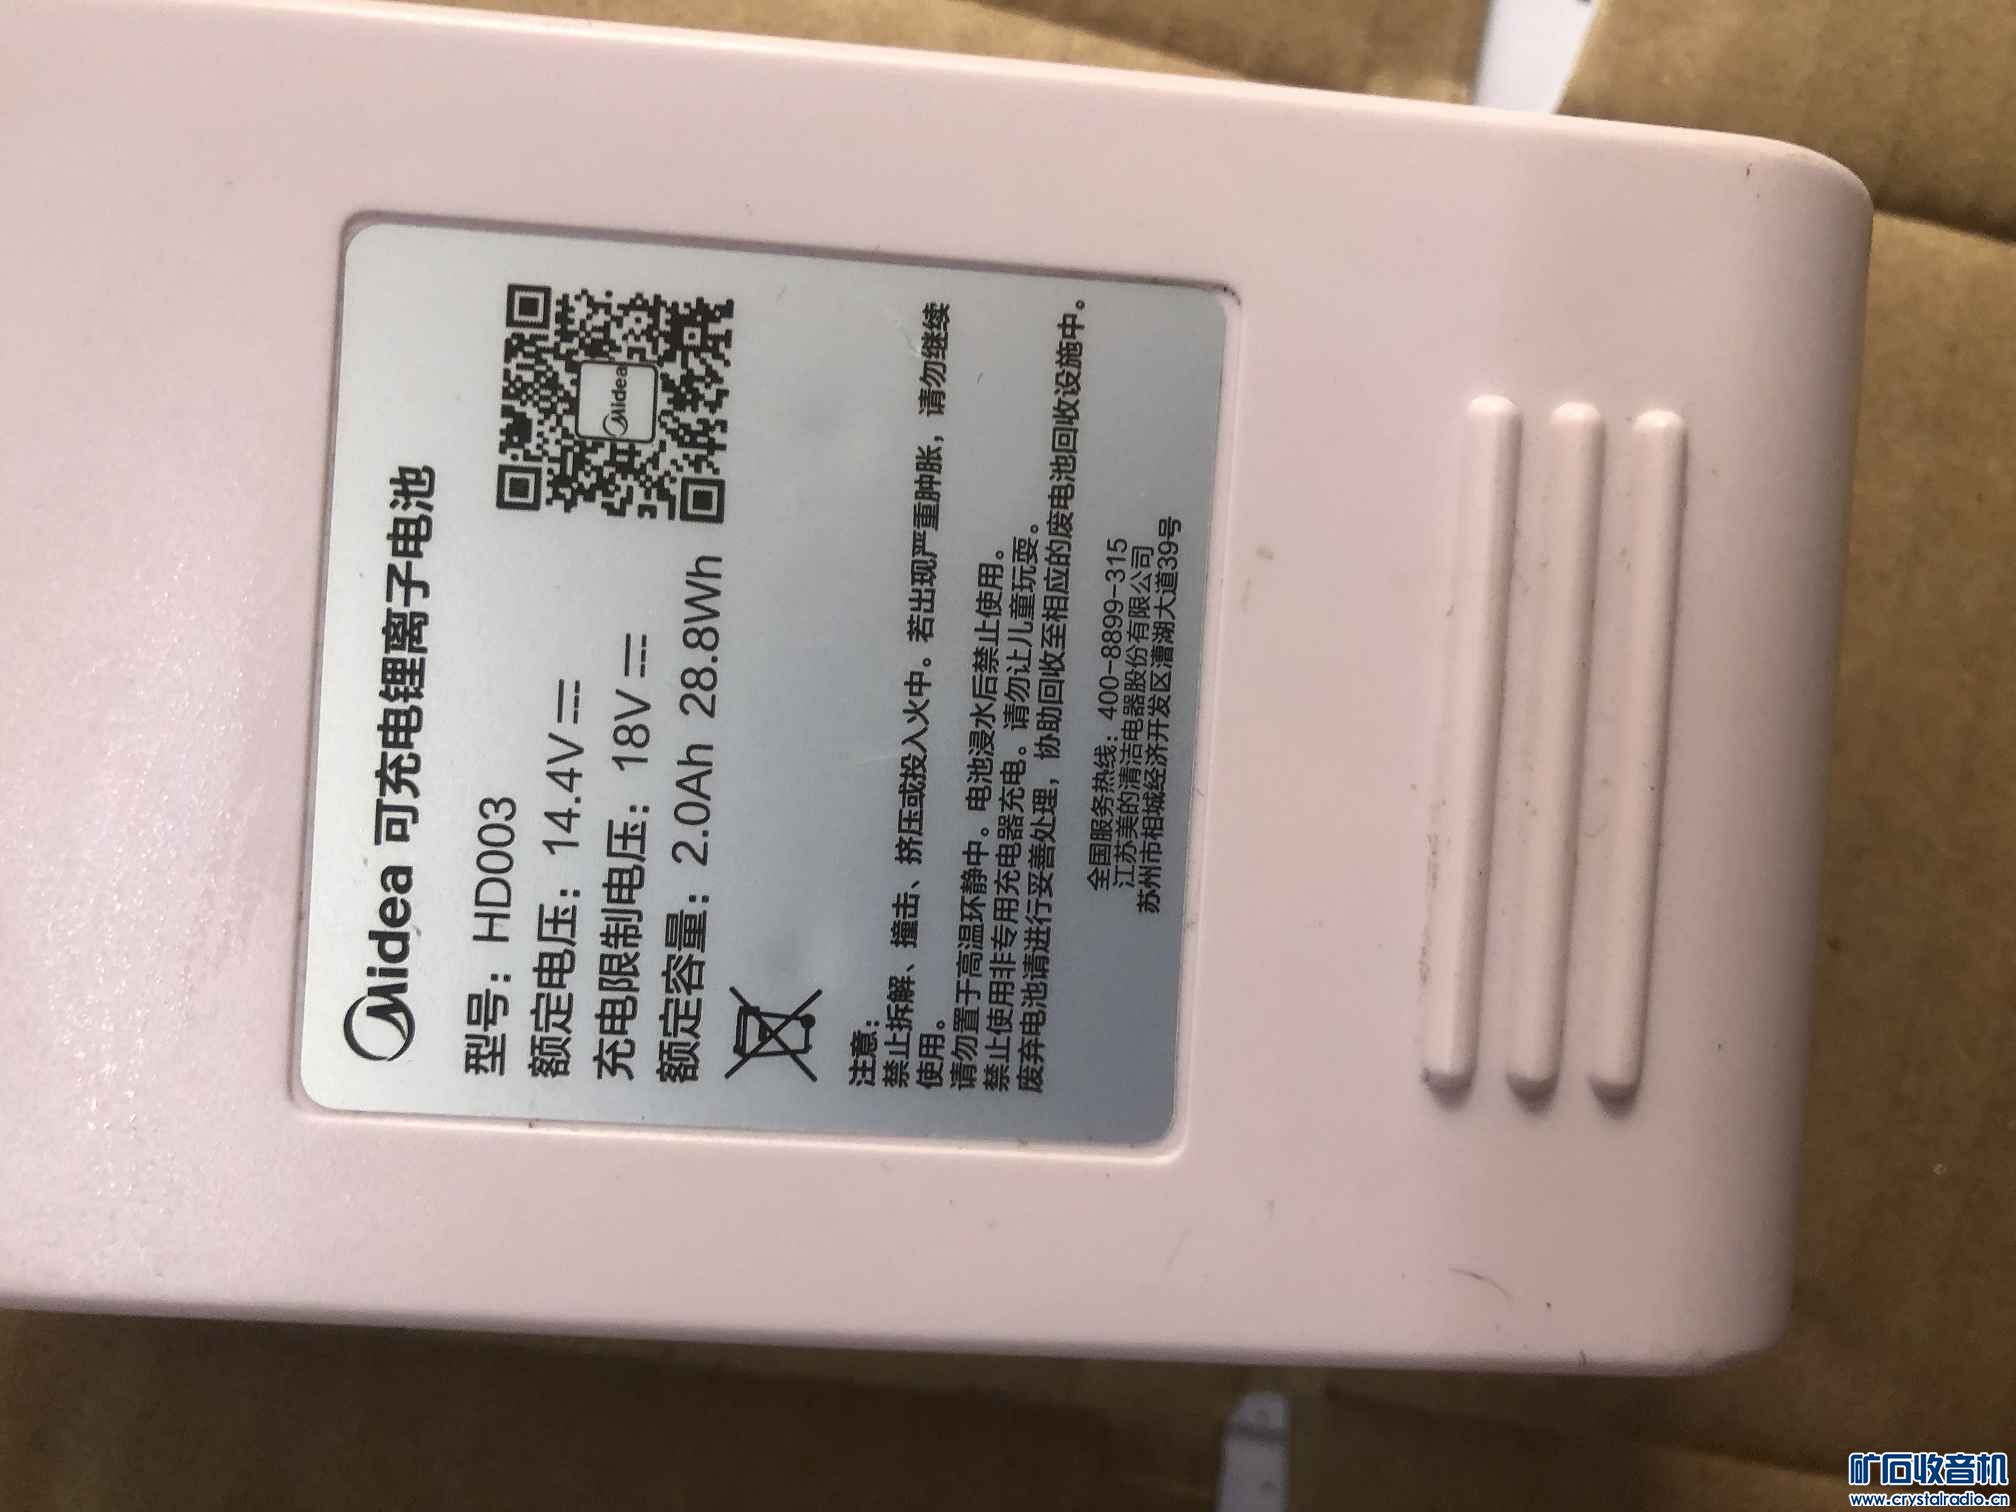 Midea 可充电锂离子电池
型号：HD003
额定电压：14.4V
充电限制电压：18V
额定容量：2.0Ah 28.8Wh
Midea
注意：
禁止拆解、撞击、挤压或投入火中。若出现严重肿胀，请勿继续
使用。
请勿置于高温环静中。电池浸水后禁止使用。
禁止使用非专用充电器充电。请勿让儿童玩耍。
废弃电池请进行妥善处理，协助回收至相应的废电池回收设施中。
全国服务热线：400-8899-315
江苏美的清洁电器股份有限公司
苏州市相城经济开发区漕湖大道39号
矿石收音机
www.crystalradio.cn